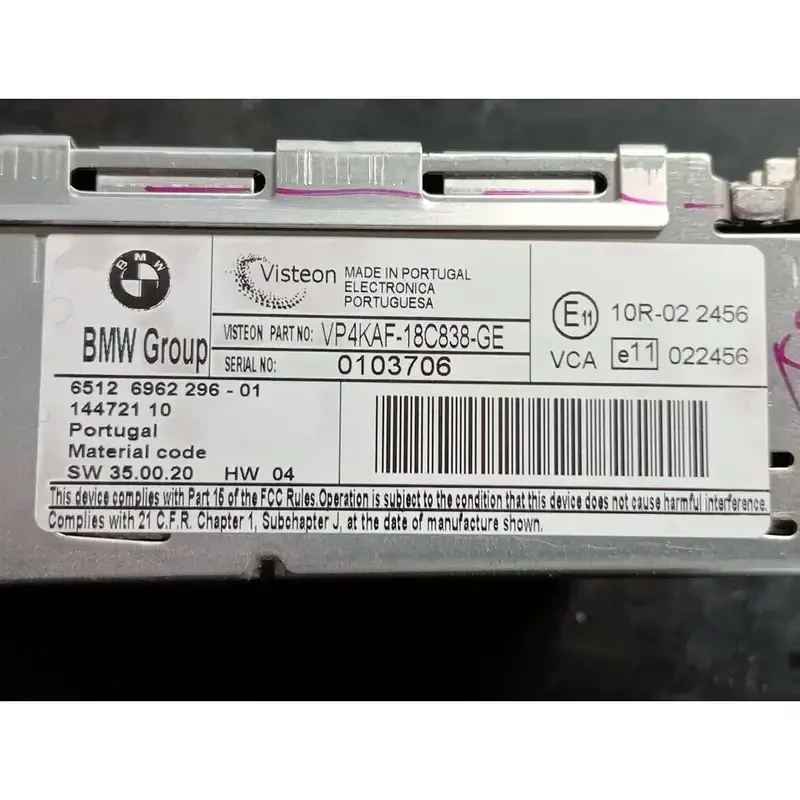 BMW
BMW Group
Visteon
MADE IN PORTUGAL
ELECTRONICA
PORTUGUESA
VISTEON PART NO: VP4KAF-18C838-GE
SERIAL NO: 0103706
E11 10R-02 2456
VCA e11 022456
6512 6962 296-01
144721 10
Portugal
Material code
SW 35.00.20 HW 04
This device complies with Part 15 of the FCC Rules.Operation is subject to the condition that this device does not cause harmful interference.
Complies with 21 C.F.R. Chapter 1, Subchapter J, at the date of manufacture shown.